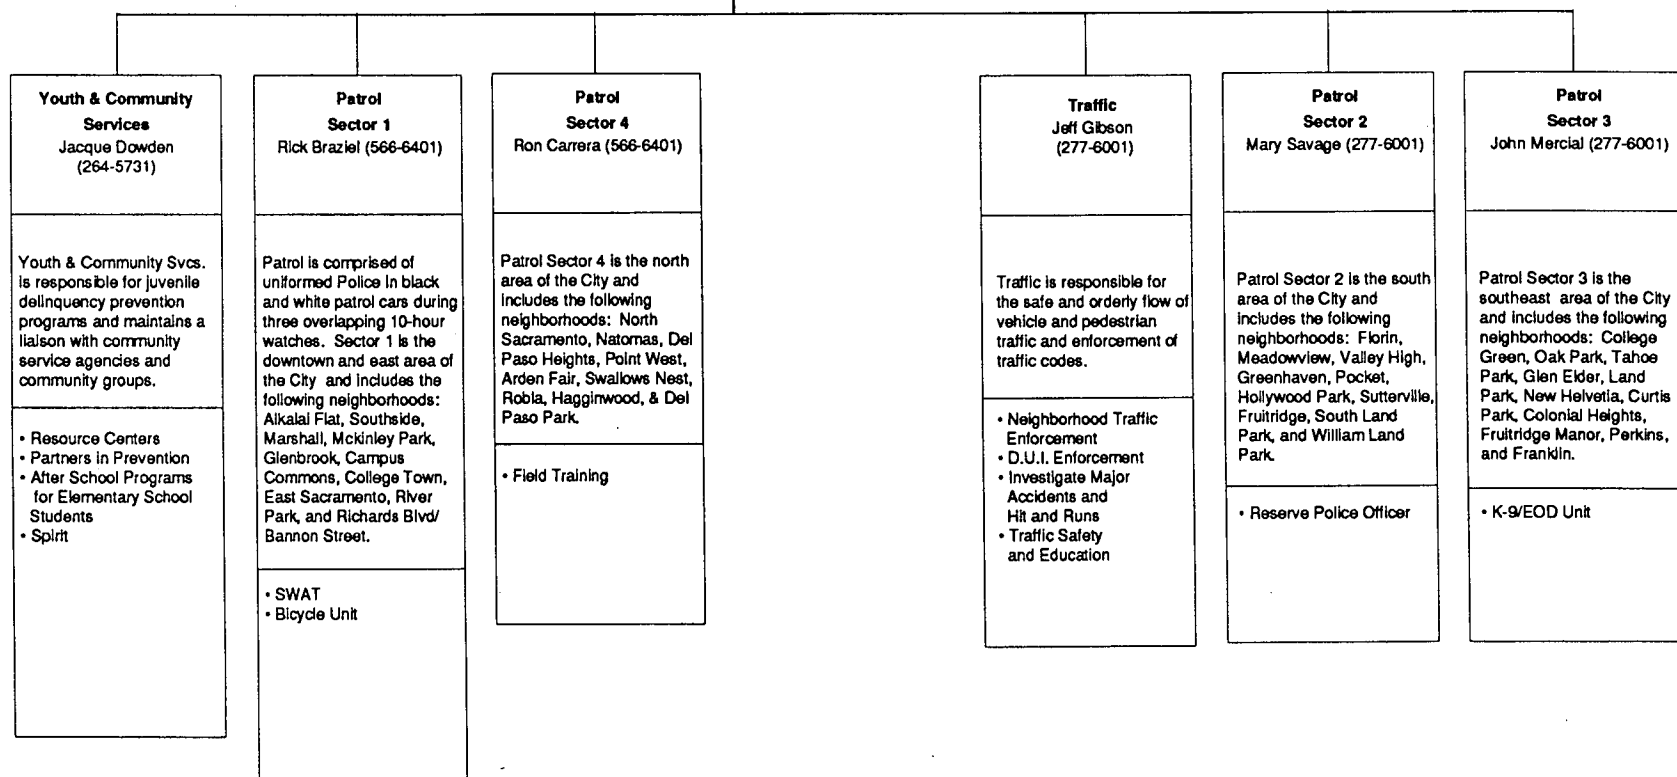 Youth & Community
Services
Jacque Dowden
(264-5731)
Youth & Community Svcs.
is responsible for juvenile
delinquency prevention
programs and maintains a
liaison with community
service agencies and
community groups.
• Resource Centers
• Partners in Prevention
• After School Programs
for Elementary School
Students
• Spirit
Patrol
Sector 1
Rick Braziel (566-6401)
Patrol is comprised of
uniformed Police in black
and white patrol cars during
three overlapping 10-hour
watches. Sector 1 is the
downtown and east area of
the City and includes the
following neighborhoods:
Alkalai Flat, Southside,
Marshall, Mckinley Park,
Glenbrook, Campus
Commons, College Town,
East Sacramento, River
Park, and Richards Blvd/
Bannon Street.
• SWAT
• Bicycle Unit
Patrol
Sector 4
Ron Carrera (566-6401)
Patrol Sector 4 is the north
area of the City and
includes the following
neighborhoods: North
Sacramento, Natomas, Del
Paso Heights, Point West,
Arden Fair, Swallows Nest,
Robla, Hagginwood, & Del
Paso Park.
• Field Training
Traffic
Jeff Gibson
(277-6001)
Traffic is responsible for
the safe and orderly flow of
vehicle and pedestrian
traffic and enforcement of
traffic codes.
• Neighborhood Traffic
Enforcement
• D.U.I. Enforcement
• Investigate Major
Accidents and
Hit and Runs
• Traffic Safety
and Education
Patrol
Sector 2
Mary Savage (277-6001)
Patrol Sector 2 is the south
area of the City and
includes the following
neighborhoods: Florin,
Meadowview, Valley High,
Greenhaven, Pocket,
Hollywood Park, Sutterville,
Fruitridge, South Land
Park, and William Land
Park.
• Reserve Police Officer
Patrol
Sector 3
John Mercial (277-6001)
Patrol Sector 3 is the
southeast area of the City
and includes the following
neighborhoods: College
Green, Oak Park, Tahoe
Park, Glen Elder, Land
Park, New Helvetia, Curtis
Park, Colonial Heights,
Fruitridge Manor, Perkins,
and Franklin.
• K-9/EOD Unit